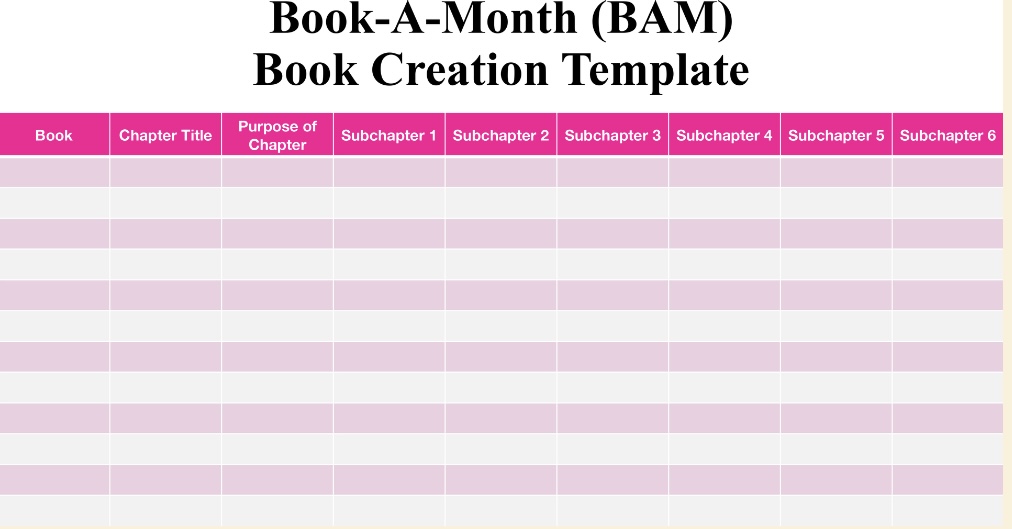 Book-A-Month (BAM)
Book Creation Template
Book
Chapter Title
Purpose of
Chapter
Subchapter 1
Subchapter 2
Subchapter 3
Subchapter 4
Subchapter 5
Subchapter 6